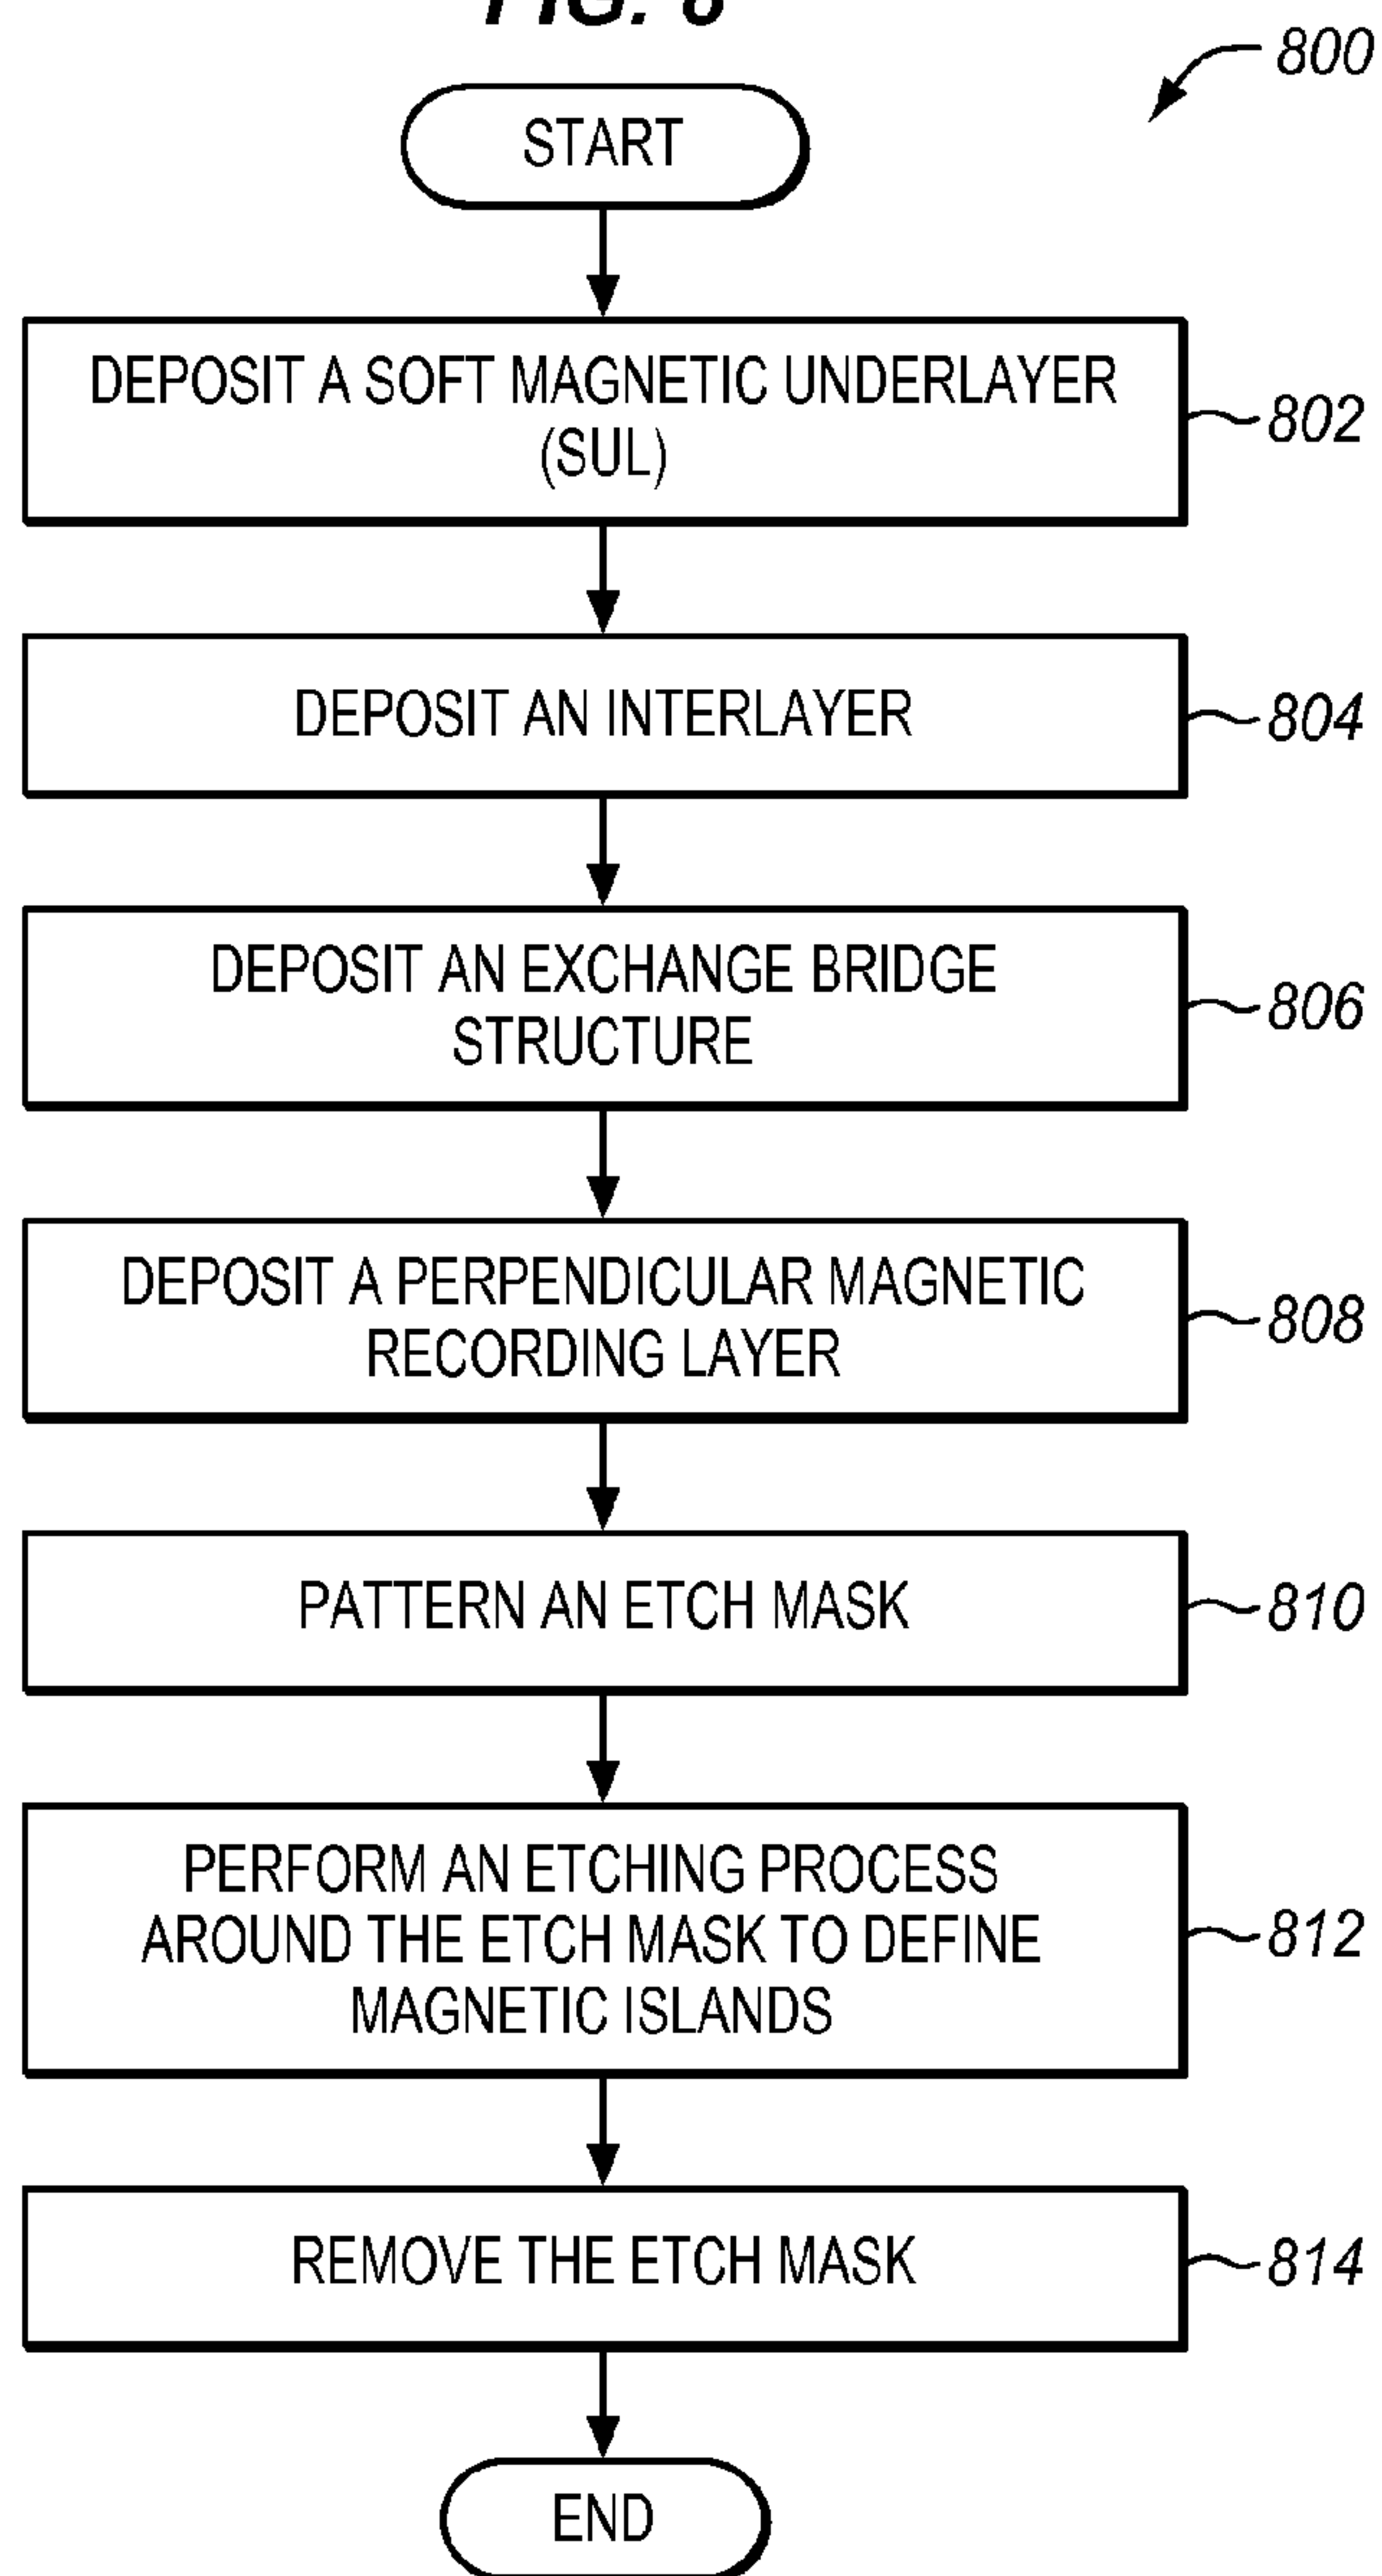 FIG. 8
800
START
DEPOSIT A SOFT MAGNETIC UNDERLAYER
(SUL)
802
DEPOSIT AN INTERLAYER
804
DEPOSIT AN EXCHANGE BRIDGE
STRUCTURE
806
DEPOSIT A PERPENDICULAR MAGNETIC
RECORDING LAYER
808
PATTERN AN ETCH MASK
810
PERFORM AN ETCHING PROCESS
AROUND THE ETCH MASK TO DEFINE
MAGNETIC ISLANDS
812
REMOVE THE ETCH MASK
814
END